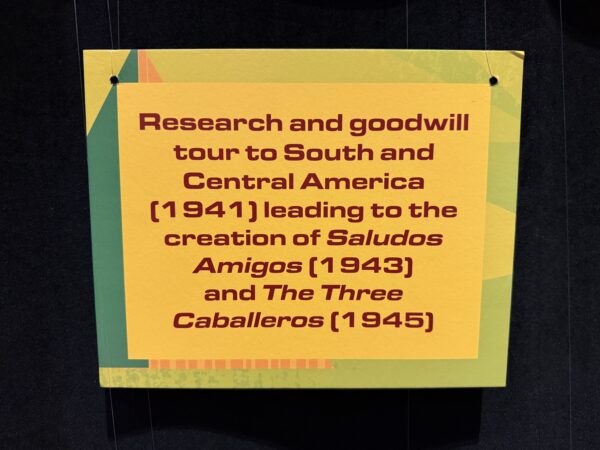 Research and goodwill
tour to South and
Central America
(1941) leading to the
creation of Saludos
Amigos (1943)
and The Three
Caballeros (1945)